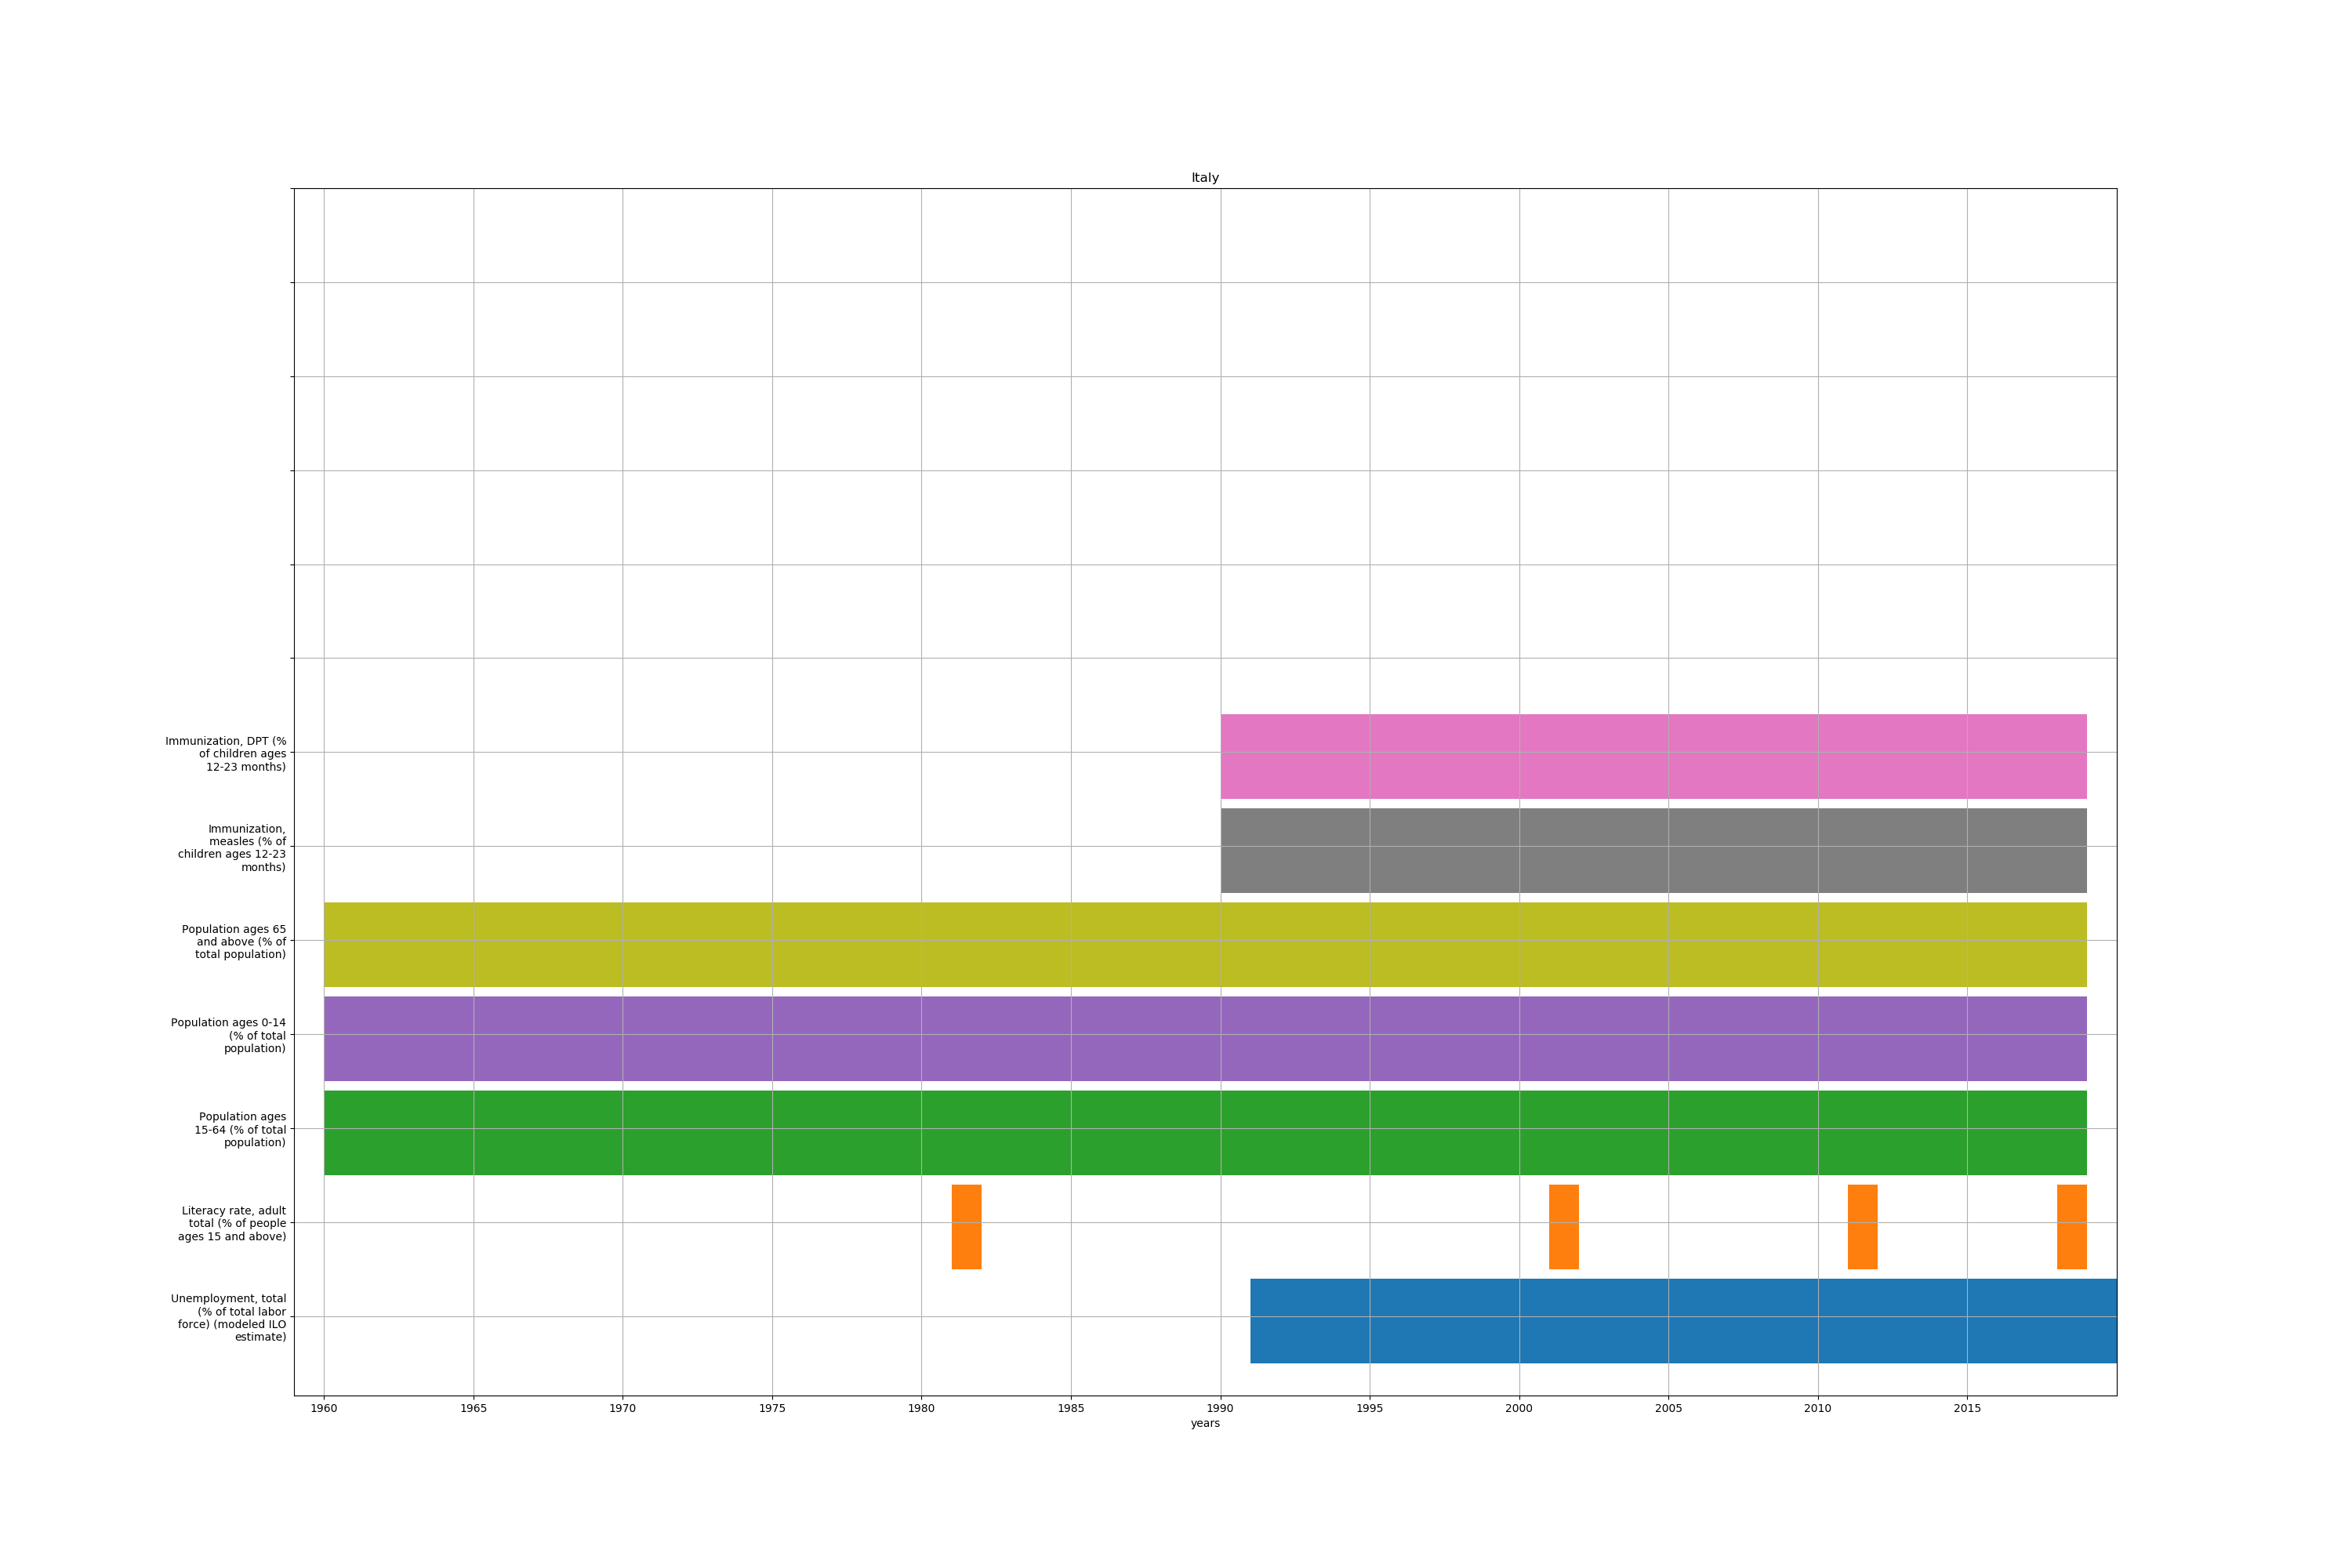 Italy
Immunization, DPT (%
of children ages
12-23 months)
Immunization,
measles (% of
children ages 12-23
months)
Population ages 65
and above (% of
total population)
Population ages 0-14
(% of total
population)
Population ages
15-64 (% of total
population)
Literacy rate, adult
total (% of people
ages 15 and above)
Unemployment, total
(% of total labor
force) (modeled ILO
estimate)
1960 1965 1970 1975 1980 1985 1990 1995 2000 2005 2010 2015
years